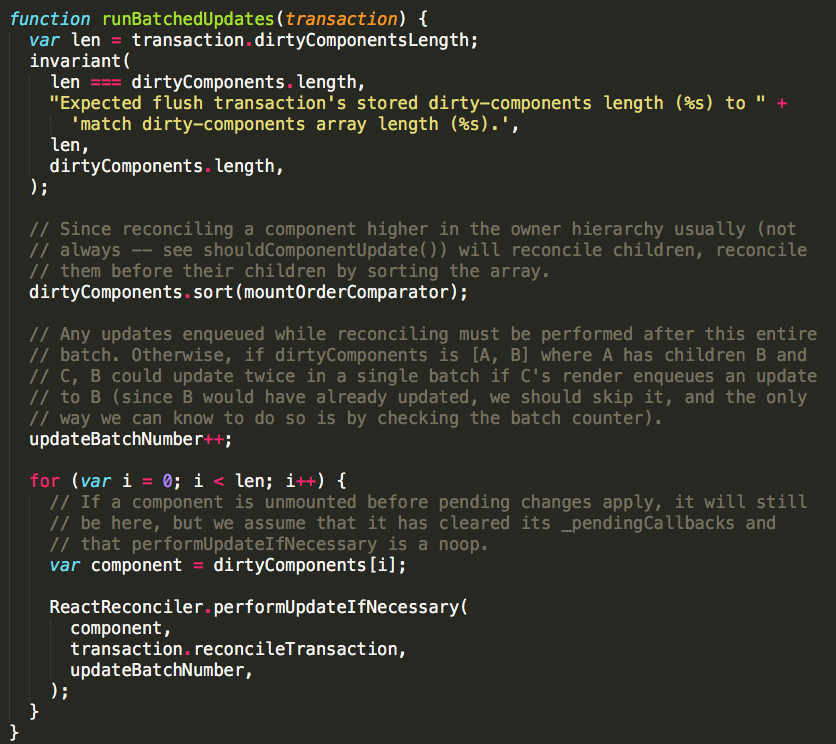 function runBatchedUpdates(transaction) {
  var len = transaction.dirtyComponentsLength;
  invariant(
    len === dirtyComponents.length,
    "Expected flush transaction's stored dirty-components length (%s) to " +
      'match dirty-components array length (%s).',
    len,
    dirtyComponents.length,
  );

  // Since reconciling a component higher in the owner hierarchy usually (not
  // always -- see shouldComponentUpdate()) will reconcile children, reconcile
  // them before their children by sorting the array.
  dirtyComponents.sort(mountOrderComparator);

  // Any updates enqueued while reconciling must be performed after this entire
  // batch. Otherwise, if dirtyComponents is [A, B] where A has children B and
  // C, B could update twice in a single batch if C's render enqueues an update
  // to B (since B would have already updated, we should skip it, and the only
  // way we can know to do so is by checking the batch counter).
  updateBatchNumber++;

  for (var i = 0; i < len; i++) {
    // If a component is unmounted before pending changes apply, it will still
    // be here, but we assume that it has cleared its _pendingCallbacks and
    // that performUpdateIfNecessary is a noop.
    var component = dirtyComponents[i];

    ReactReconciler.performUpdateIfNecessary(
      component,
      transaction.reconcileTransaction,
      updateBatchNumber,
    );
  }
}